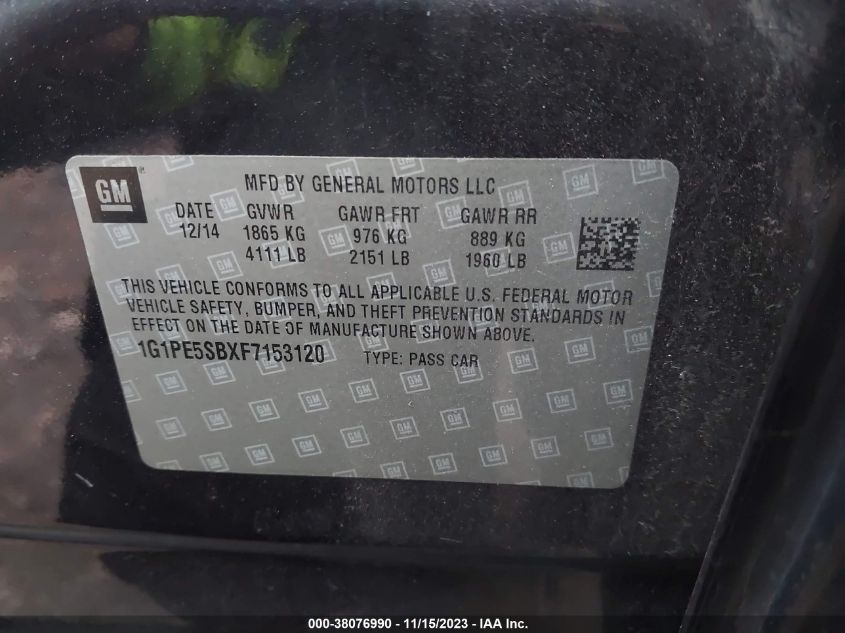 GM
MFD BY GENERAL MOTORS LLC
DATE GVWR GAWR FRT GAWR RR
12/14 1865 KG 976 KG 889 KG
4111 LB 2151 LB 1960 LB
THIS VEHICLE CONFORMS TO ALL APPLICABLE U.S. FEDERAL MOTOR
VEHICLE SAFETY, BUMPER, AND THEFT PREVENTION STANDARDS IN
EFFECT ON THE DATE OF MANUFACTURE SHOWN ABOVE.
1G1PE5SBXF7153120 TYPE: PASS CAR
000-38076990 - 11/15/2023 - IAA Inc.